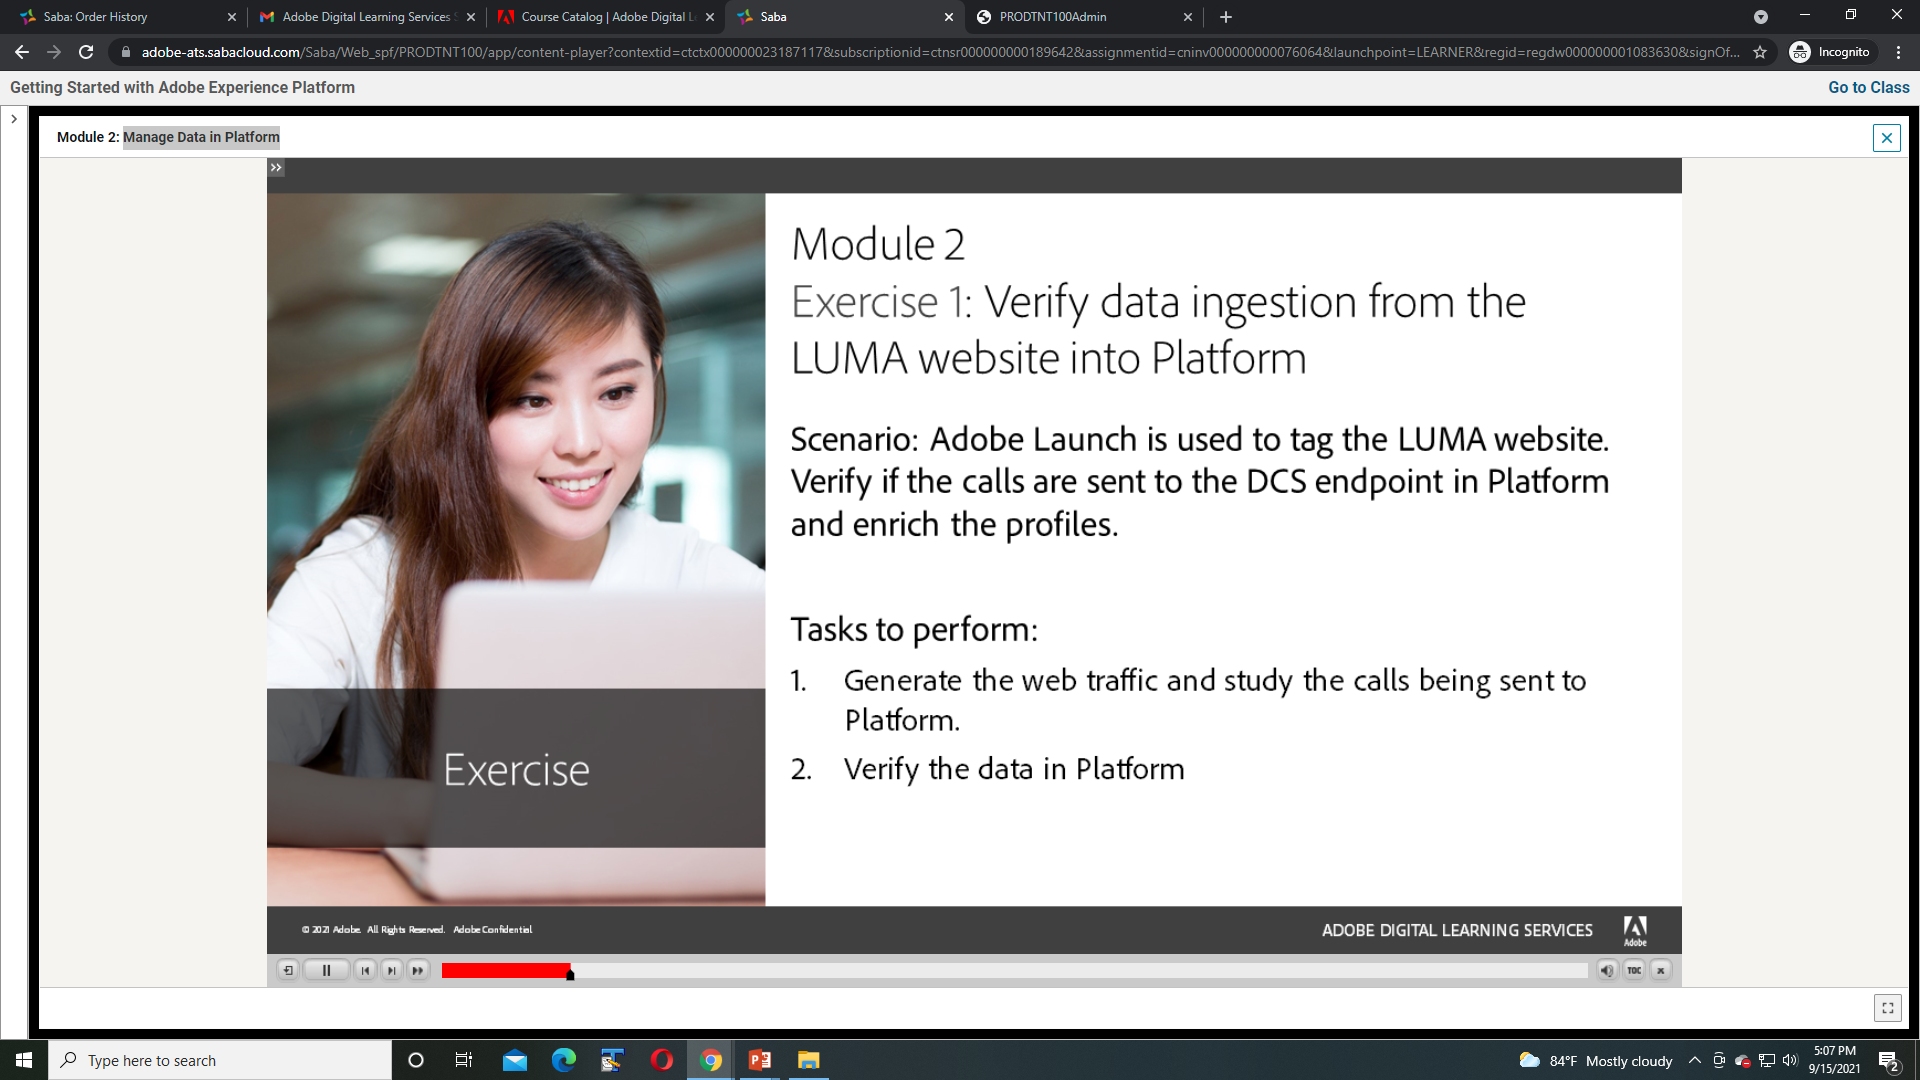 Saba: Order History
Adobe Digital Learning Services
Course Catalog | Adobe Digital L
Saba
PRODTNT100Admin
adobe-ats.sabacloud.com/Saba/Web_spf/PRODTNT100/app/content-player?contextid=ctctx000000023187117&subscriptionid=ctnsr000000000189642&assignmentid=cninv000000000076064&launchpoint=LEARNER&regid=regdw000000001083630&signOf...
Incognito
Getting Started with Adobe Experience Platform
Go to Class
Module 2: Manage Data in Platform
Module 2
Exercise 1: Verify data ingestion from the
LUMA website into Platform
Scenario: Adobe Launch is used to tag the LUMA website.
Verify if the calls are sent to the DCS endpoint in Platform
and enrich the profiles.
Tasks to perform:
1. Generate the web traffic and study the calls being sent to
Platform.
2. Verify the data in Platform
Exercise
© 2021 Adobe. All Rights Reserved. Adobe Confidential
ADOBE DIGITAL LEARNING SERVICES
Adobe
TOC
Type here to search
84°F Mostly cloudy
5:07 PM
9/15/2021
2